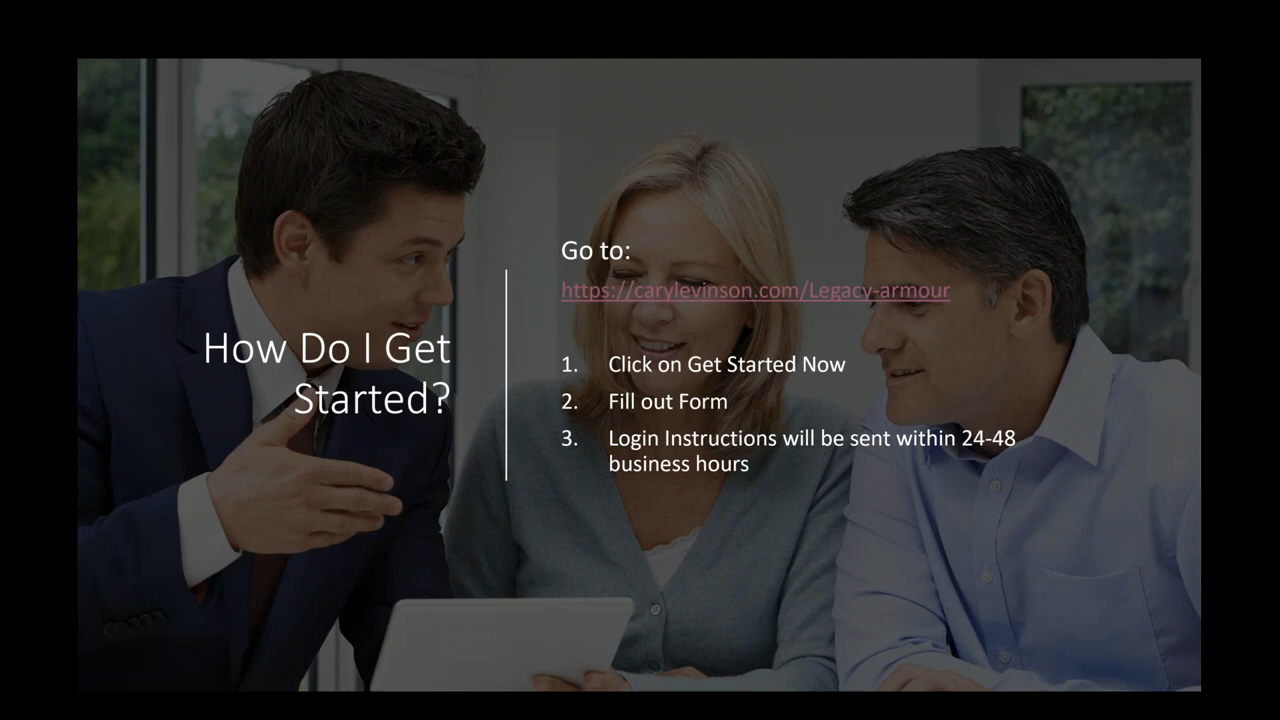 How Do I Get
Started?
Go to:
https://carylevinson.com/Legacy-armour
1. Click on Get Started Now
2. Fill out Form
3. Login Instructions will be sent within 24-48
business hours